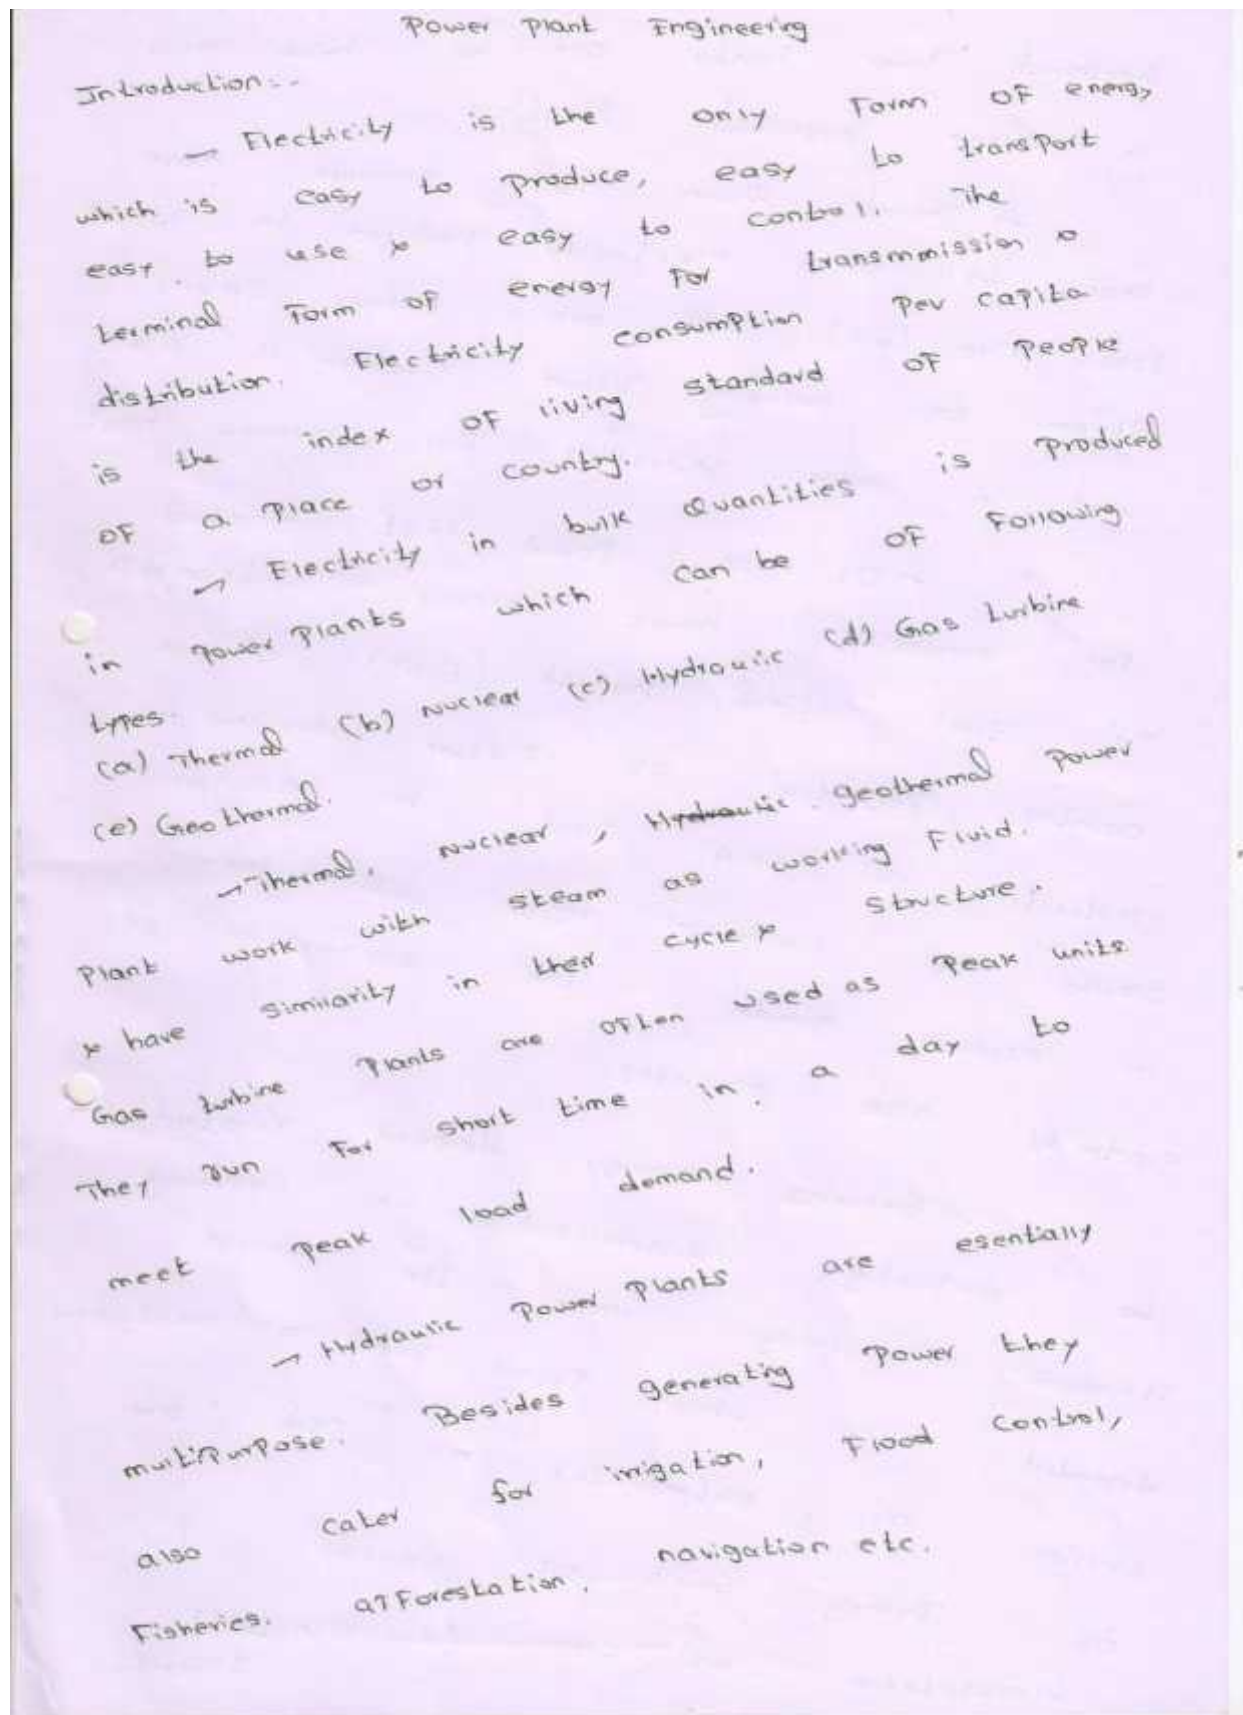 Power Plant Engineering
Introduction:-
→ Electricity is the only form of energy
which is easy to produce, easy to transport
easy to use & easy to control. The
terminal form of energy for transmmission &
distribution. Electricity consumption per capita
is the index of living standard of people
of a place or country.
→ Electricity in bulk quantities is produced
in power plants which can be of following
types.
(a) Thermal (b) Nuclear (c) Hydraulic (d) Gas turbine
(e) Geothermal.
→ Thermal, Nuclear, Hydraulic geothermal power
plant work with steam as working fluid.
& have similarity in their cycle & structure.
Gas turbine plants are often used as peak units
They run for short time in a day to
meet peak load demand.
→ Hydraulic power plants are esentially
multipurpose. Besides generating power they
also cater for irrigation, flood control,
Fisheries, afforestation, navigation etc.